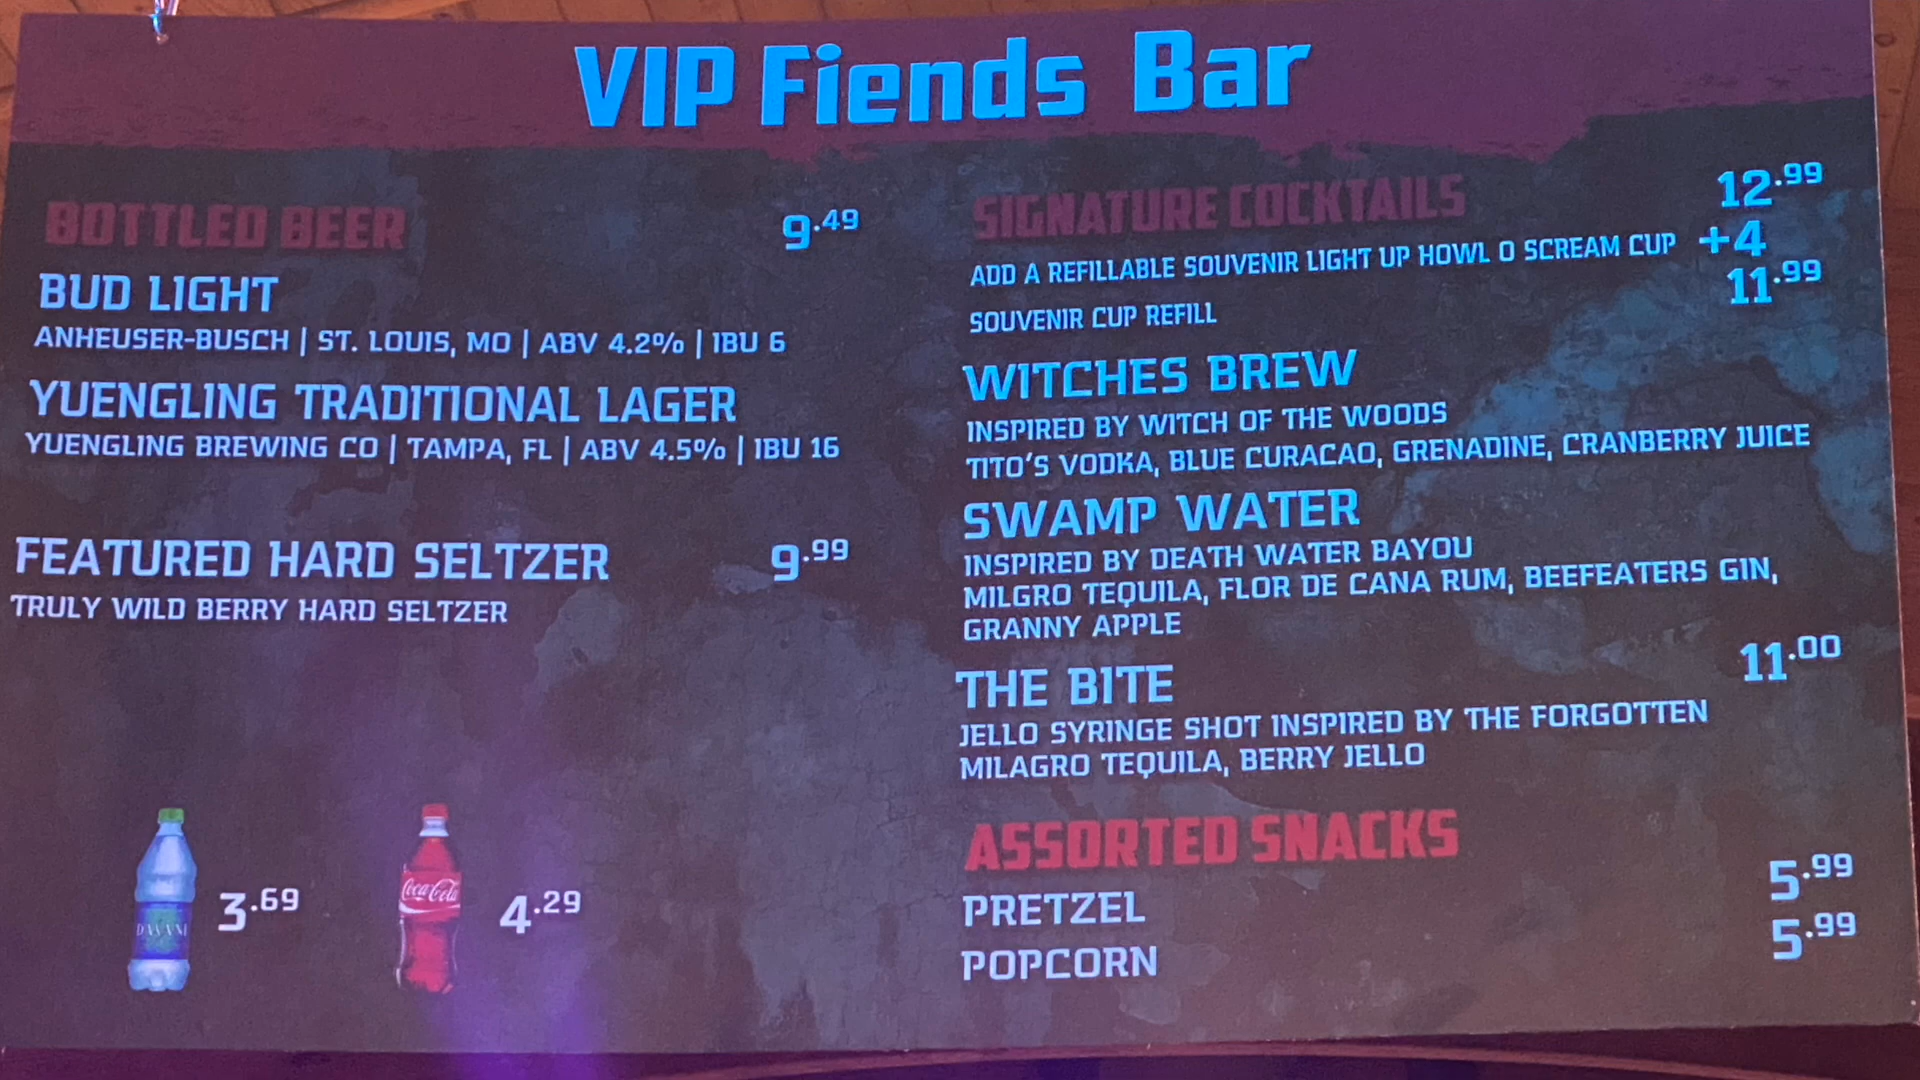 VIP Fiends Bar
BOTTLED BEER 9.49
BUD LIGHT
ANHEUSER-BUSCH | ST. LOUIS, MO | ABV 4.2% | IBU 6
YUENGLING TRADITIONAL LAGER
YUENGLING BREWING CO | TAMPA, FL | ABV 4.5% | IBU 16
FEATURED HARD SELTZER 9.99
TRULY WILD BERRY HARD SELTZER
DASANI 3.69
Coca-Cola 4.29
SIGNATURE COCKTAILS 12.99
ADD A REFILLABLE SOUVENIR LIGHT UP HOWL O SCREAM CUP +4
SOUVENIR CUP REFILL 11.99
WITCHES BREW
INSPIRED BY WITCH OF THE WOODS
TITO'S VODKA, BLUE CURACAO, GRENADINE, CRANBERRY JUICE
SWAMP WATER
INSPIRED BY DEATH WATER BAYOU
MILGRO TEQUILA, FLOR DE CANA RUM, BEEFEATERS GIN,
GRANNY APPLE
THE BITE 11.00
JELLO SYRINGE SHOT INSPIRED BY THE FORGOTTEN
MILAGRO TEQUILA, BERRY JELLO
ASSORTED SNACKS
PRETZEL 5.99
POPCORN 5.99